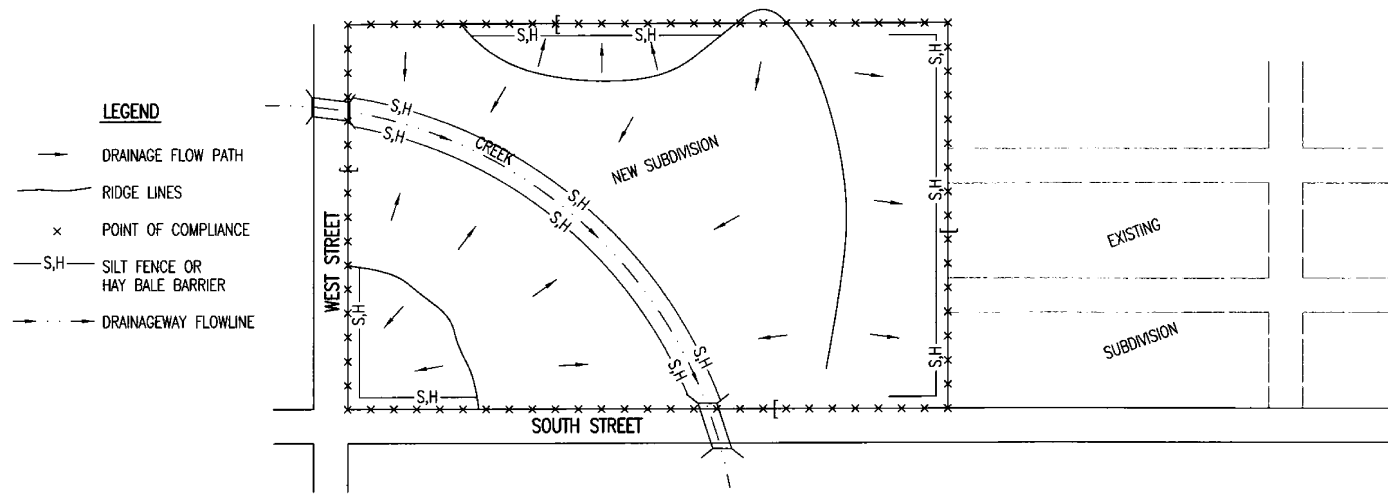 LEGEND
DRAINAGE FLOW PATH
RIDGE LINES
POINT OF COMPLIANCE
S,H
SILT FENCE OR
HAY BALE BARRIER
DRAINAGEWAY FLOWLINE
WEST STREET
S,H
S,H
S,H
S,H
S,H
CREEK
NEW SUBDIVISION
S,H
S,H
S,H
S,H
EXISTING
SUBDIVISION
S,H
S,H
S,H
S,H
S,H
SOUTH STREET